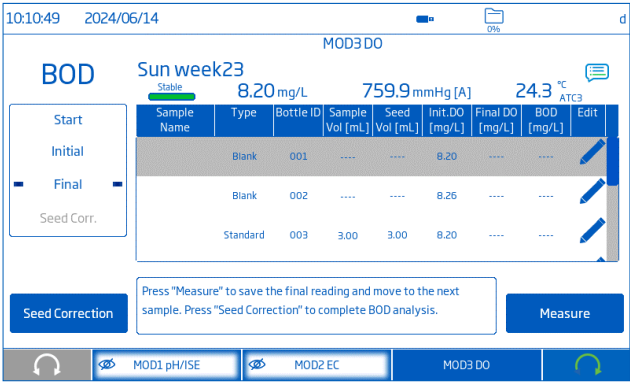 10:10:49 2024/06/14 0% d
MOD3 DO
BOD
Sun week23
Stable 8.20 mg/L 759.9 mmHg [A] 24.3 °C ATC3
Start
Initial
Final
Seed Corr.
Sample Name Type Bottle ID Sample Vol [mL] Seed Vol [mL] Init.DO [mg/L] Final DO [mg/L] BOD [mg/L] Edit
Blank 001 ---- ---- 8.20 ---- ----
Blank 002 ---- ---- 8.26 ---- ----
Standard 003 3.00 3.00 8.20 ---- ----
Press "Measure" to save the final reading and move to the next
sample. Press "Seed Correction" to complete BOD analysis.
Seed Correction
Measure
MOD1 pH/ISE MOD2 EC MOD3 DO